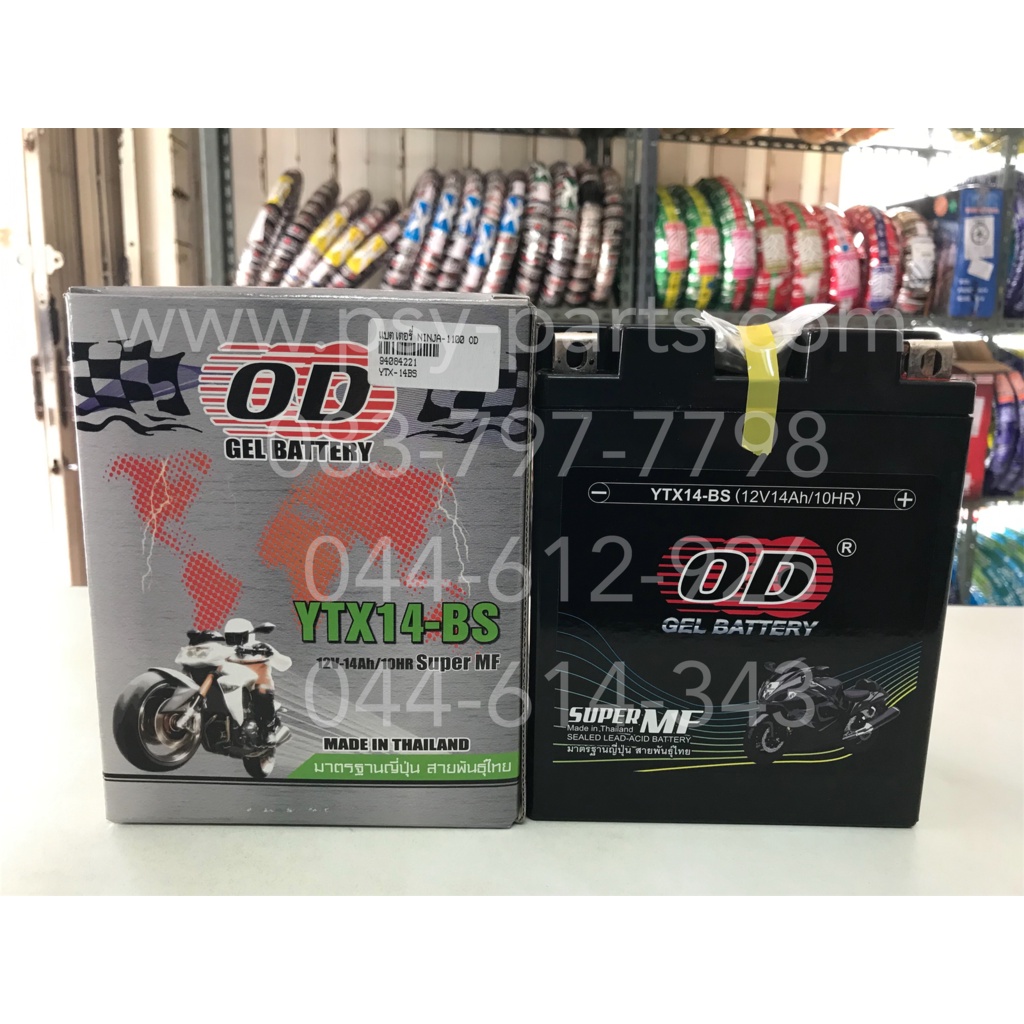 www.psy-parts.com
083-797-7798
044-612-926
044-614-343
แบตเตอรี่ NINJA-1100 OD
94084221
YTX-14BS
OD
GEL BATTERY
YTX14-BS
12V-14Ah/10HR Super MF
MADE IN THAILAND
มาตรฐานญี่ปุ่น สายพันธุ์ไทย
YTX14-BS (12V14Ah/10HR)
OD ®
GEL BATTERY
SUPER MF
Made in,Thailand
SEALED LEAD-ACID BATTERY
มาตรฐานญี่ปุ่น สายพันธุ์ไทย